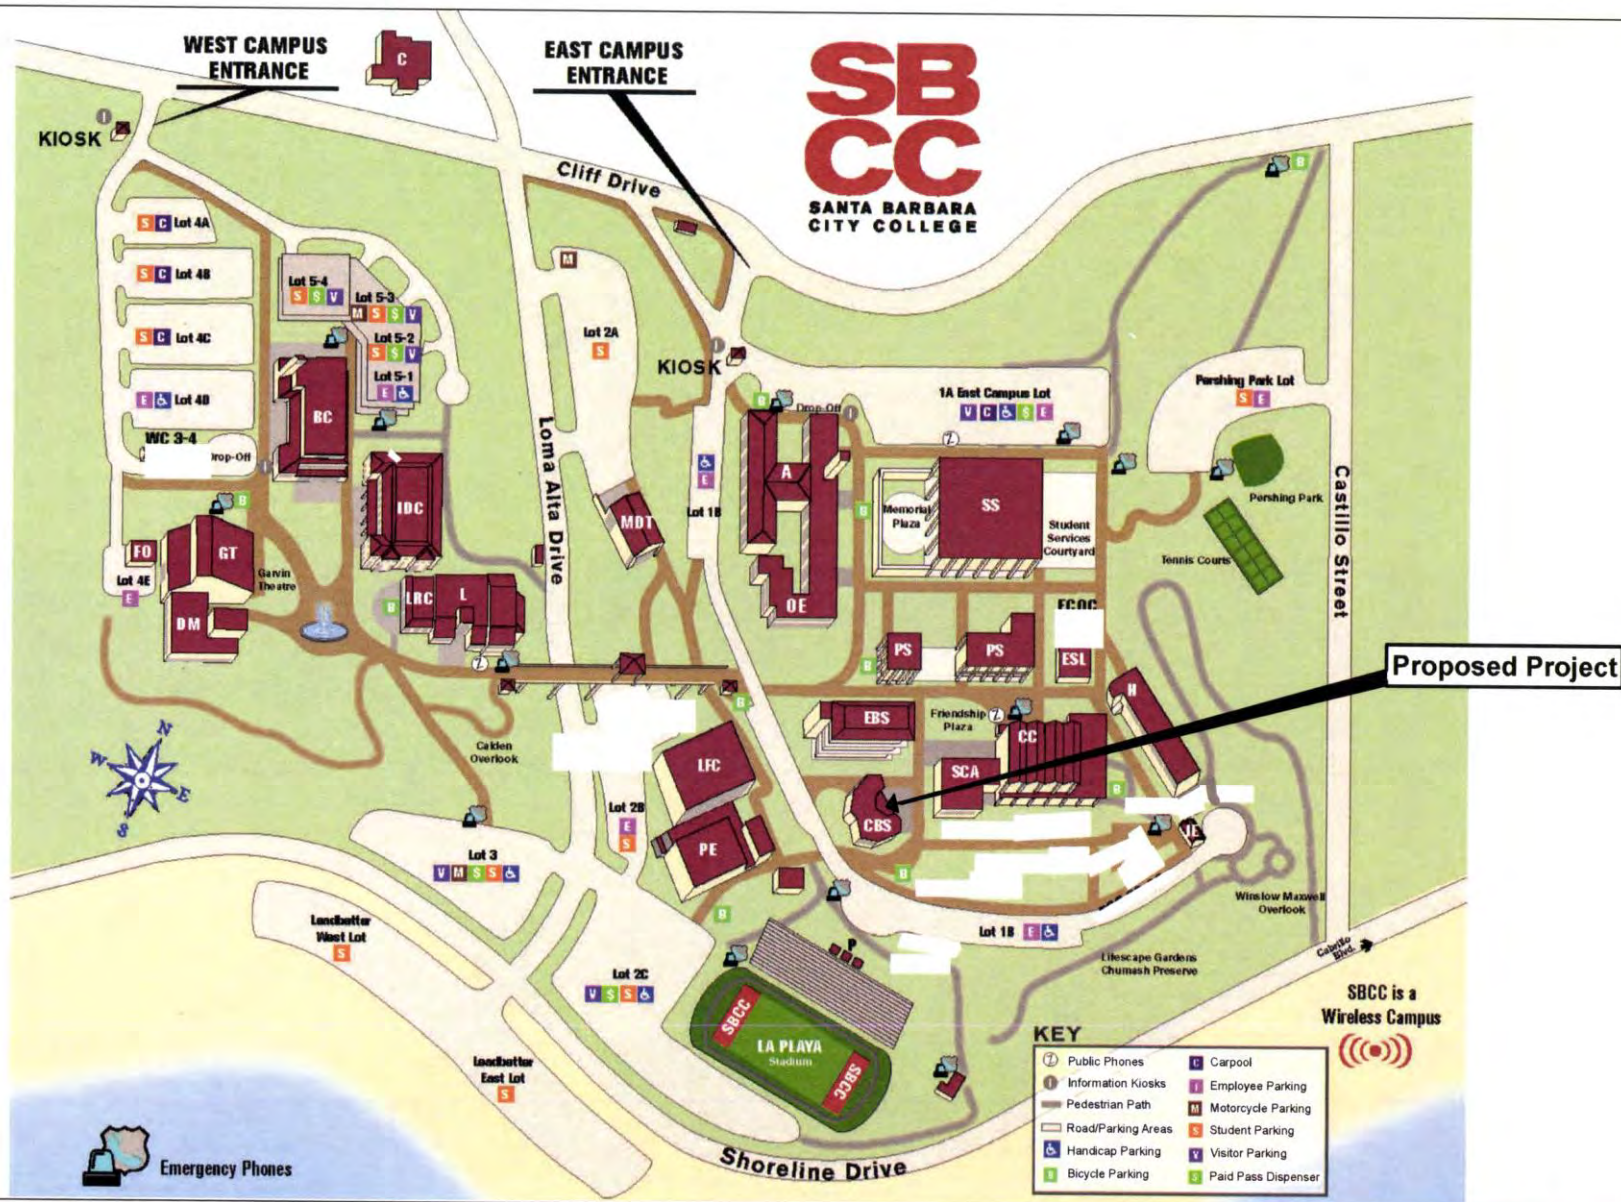 WEST CAMPUS
ENTRANCE
EAST CAMPUS
ENTRANCE
C
SB
CC
SANTA BARBARA
CITY COLLEGE
KIOSK
Cliff Drive
S C Lot 4A
S C Lot 4B
S C Lot 4C
E Lot 4D
WC 3-4
Drop-Off
Lot 5-4
S $ V
Lot 5-3
M S $ V
Lot 5-2
S $ V
Lot 5-1
E
BC
IDC
M
Lot 2A
S
KIOSK
Loma Alta Drive
MDT
E
Lot 1B
B
Drop-Off
A
OE
1A East Campus Lot
V C $ E
Memorial
Plaza
SS
Student
Services
Courtyard
Pershing Park Lot
S E
Pershing Park
Tennis Courts
Castillo Street
B
FO
GT
Garvin
Theatre
Lot 4E
E
DM
B
LRC
L
B
PS
PS
ECOC
ESL
H
Proposed Project
N
W
E
S
Calden
Overlook
B
LFC
PE
EBS
Friendship
Plaza
CC
SCA
CBS
B
JE
Lot 2B
E
S
Lot 3
V M $ S
Leadbetter
West Lot
S
Lot 2C
V $ S
Leadbetter
East Lot
S
B
B
P
Lot 1B E
Winslow Maxwell
Overlook
Lifescape Gardens
Chumash Preserve
Cabrillo
Blvd.
SBCC
LA PLAYA
Stadium
SBCC
Shoreline Drive
SBCC is a
Wireless Campus
KEY
Public Phones
Information Kiosks
Pedestrian Path
Road/Parking Areas
Handicap Parking
B Bicycle Parking
C Carpool
Employee Parking
M Motorcycle Parking
S Student Parking
V Visitor Parking
$ Paid Pass Dispenser
Emergency Phones